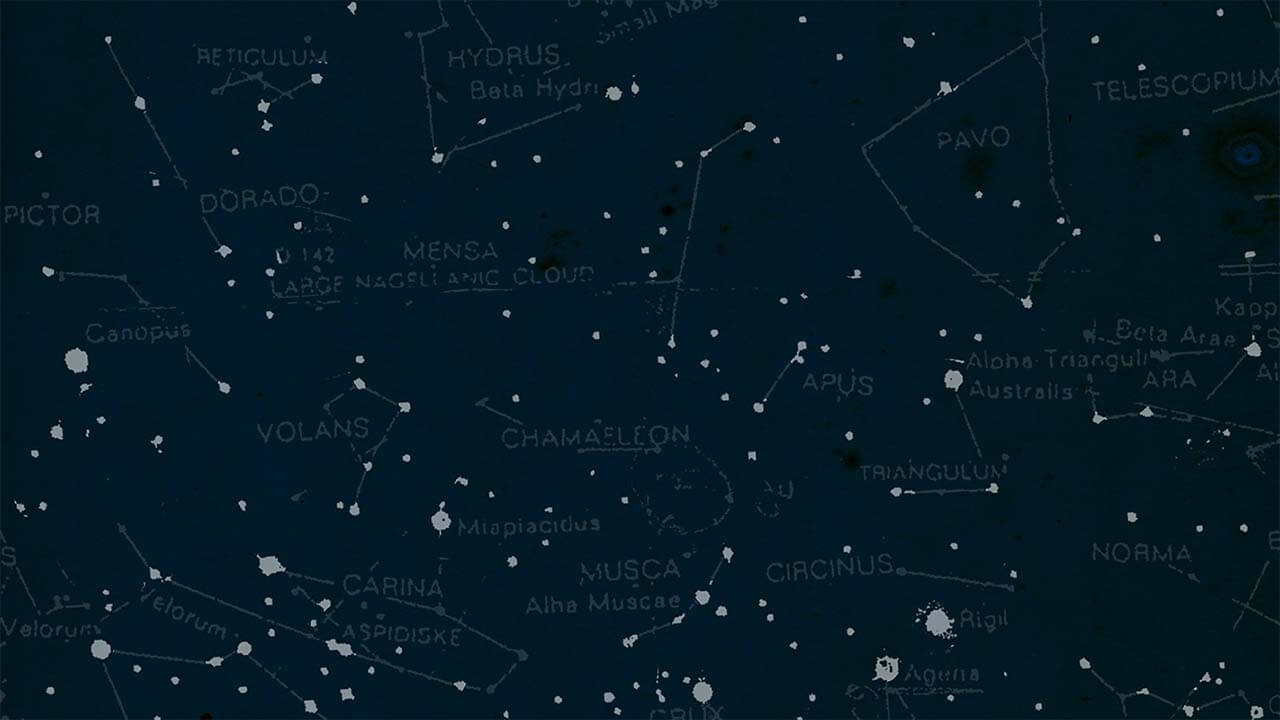 Small Mag
RETICULUM
HYDRUS
Beta Hydri
TELESCOPIUM
PAVO
DORADO
PICTOR
MENSA
D 142
LARGE NAGELLANIC CLOUD
Kapp
Canopus
Beta Arae
Alpha Trianguli
Australis
ARA
APUS
VOLANS
CHAMAELEON
TRIANGULUM
Miapiacidus
NORMA
MUSCA
CIRCINUS
CARINA
Alha Muscae
Velorum
Velorum
ASPIDISKE
Rigil
Agena
CRUX